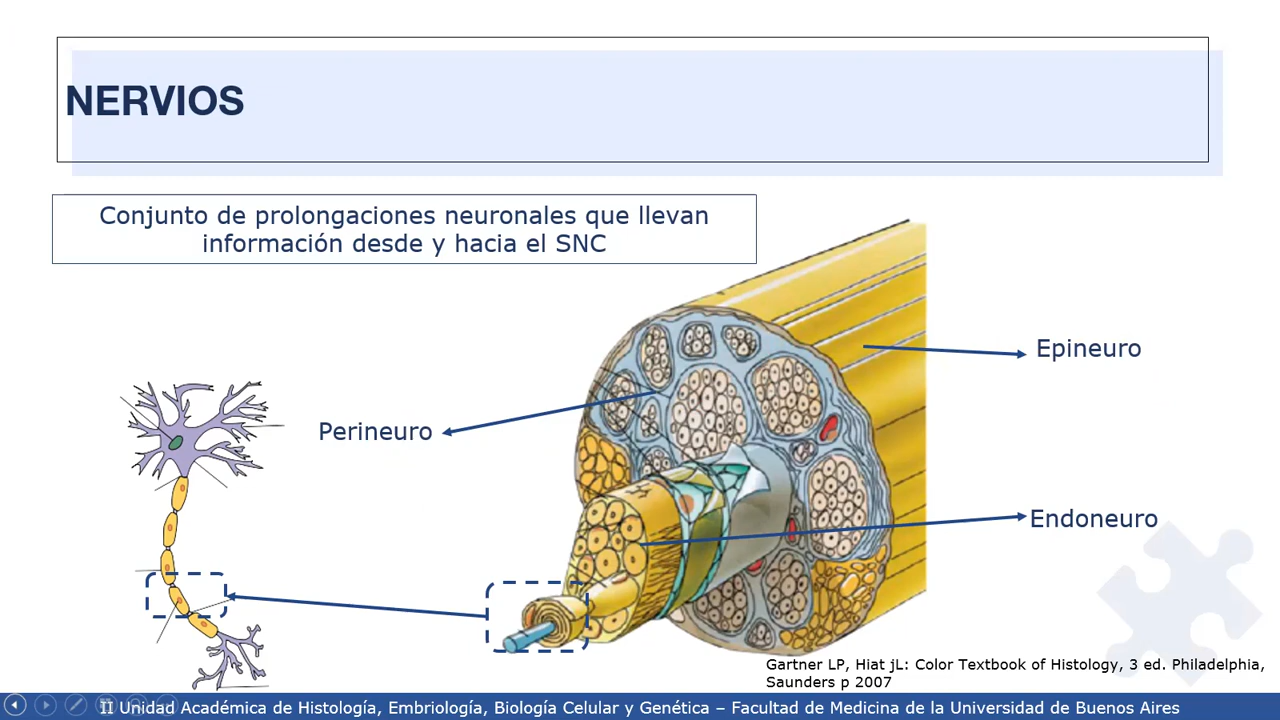 NERVIOS
Conjunto de prolongaciones neuronales que llevan
información desde y hacia el SNC
Epineuro
Perineuro
Endoneuro
Gartner LP, Hiat jL: Color Textbook of Histology, 3 ed. Philadelphia,
Saunders p 2007
II Unidad Académica de Histología, Embriología, Biología Celular y Genética – Facultad de Medicina de la Universidad de Buenos Aires